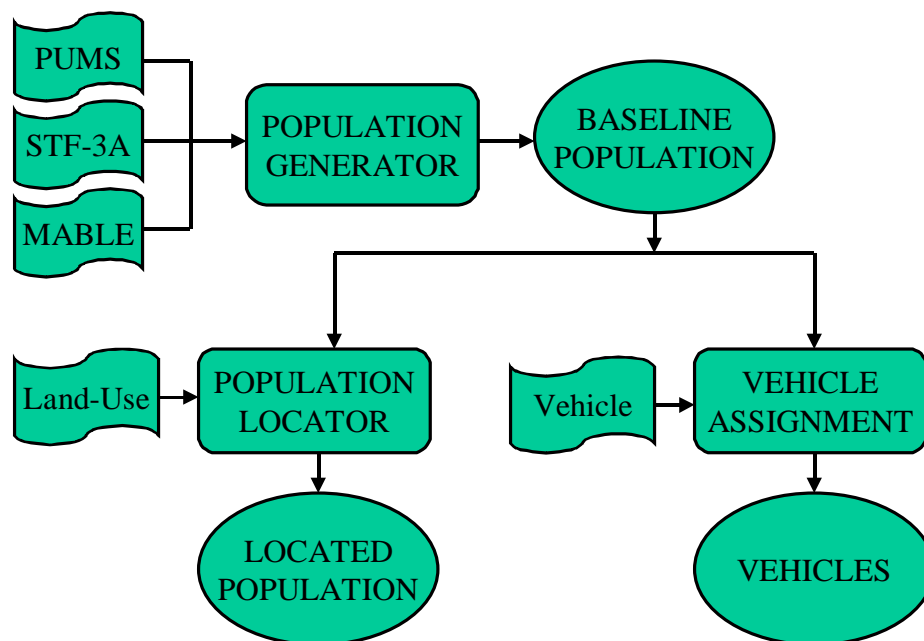 PUMS
STF-3A
MABLE
POPULATION
GENERATOR
BASELINE
POPULATION
Land-Use
POPULATION
LOCATOR
Vehicle
VEHICLE
ASSIGNMENT
LOCATED
POPULATION
VEHICLES